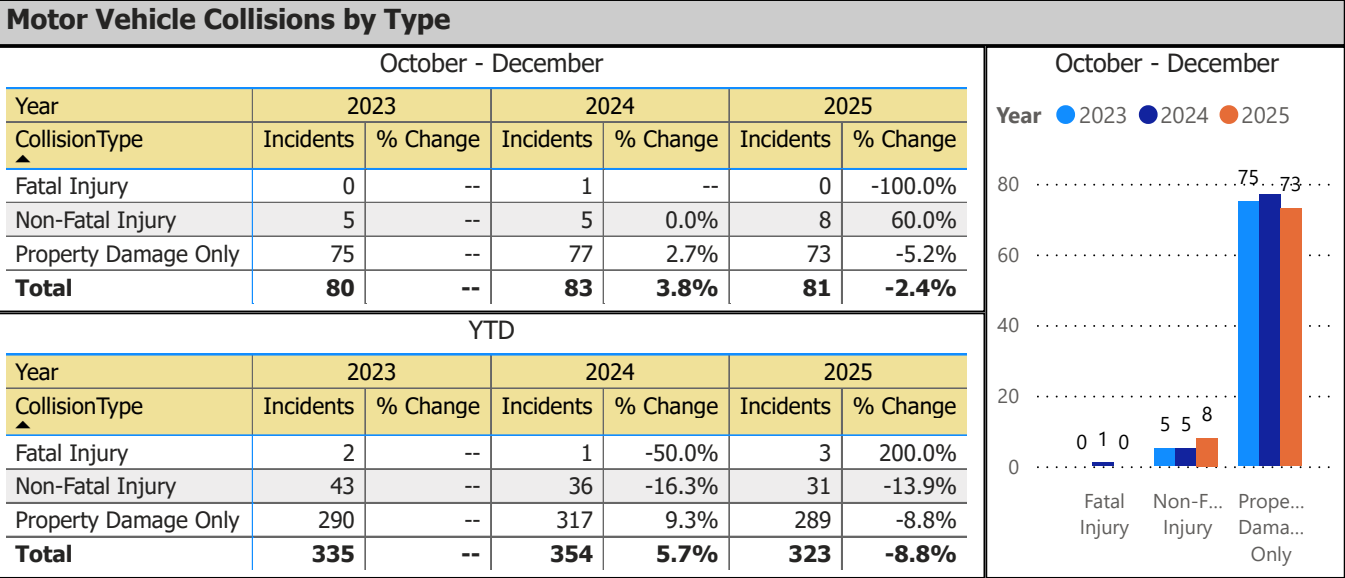 Motor Vehicle Collisions by Type
October - December
Year 2023 2024 2025
CollisionType Incidents % Change Incidents % Change Incidents % Change
Fatal Injury 0 -- 1 -- 0 -100.0%
Non-Fatal Injury 5 -- 5 0.0% 8 60.0%
Property Damage Only 75 -- 77 2.7% 73 -5.2%
Total 80 -- 83 3.8% 81 -2.4%
YTD
Year 2023 2024 2025
CollisionType Incidents % Change Incidents % Change Incidents % Change
Fatal Injury 2 -- 1 -50.0% 3 200.0%
Non-Fatal Injury 43 -- 36 -16.3% 31 -13.9%
Property Damage Only 290 -- 317 9.3% 289 -8.8%
Total 335 -- 354 5.7% 323 -8.8%
October - December
Year 2023 2024 2025
75 73
80
60
40
20
5 5 8
0 1 0
0
Fatal Non-F... Prope...
Injury Injury Dama...
Only